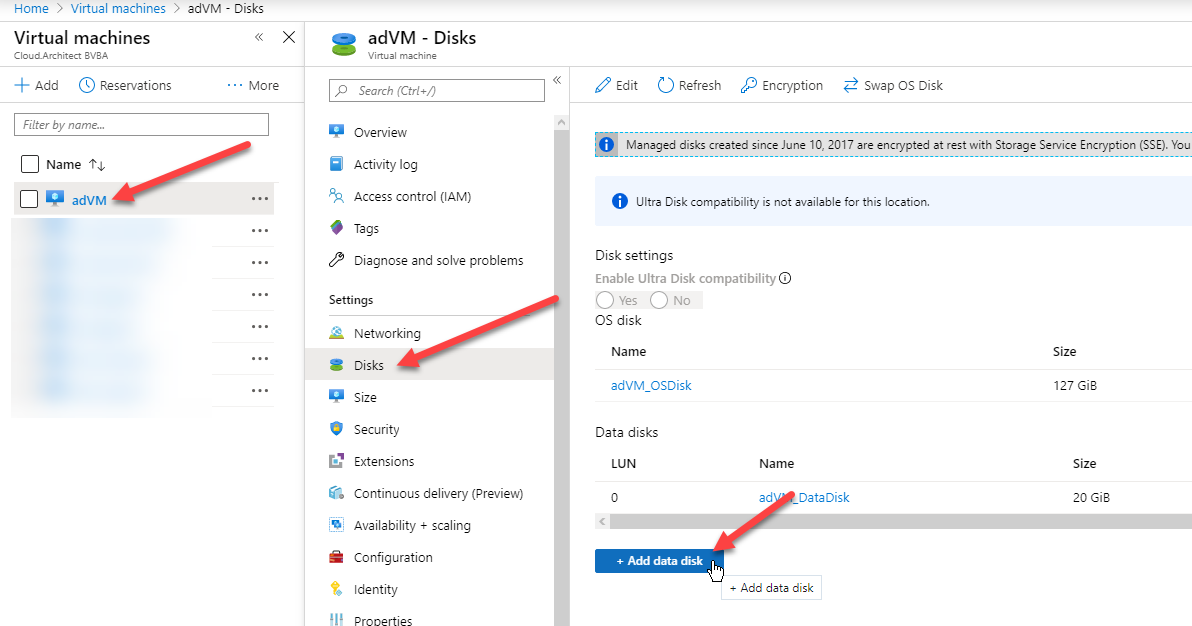 Home > Virtual machines > adVM - Disks
Virtual machines
Cloud.Architect BVBA
Add
Reservations
More
Filter by name...
Name
adVM
adVM - Disks
Virtual machine
Search (Ctrl+/)
Overview
Activity log
Access control (IAM)
Tags
Diagnose and solve problems
Settings
Networking
Disks
Size
Security
Extensions
Continuous delivery (Preview)
Availability + scaling
Configuration
Identity
Properties
Edit
Refresh
Encryption
Swap OS Disk
Managed disks created since June 10, 2017 are encrypted at rest with Storage Service Encryption (SSE). You
Ultra Disk compatibility is not available for this location.
Disk settings
Enable Ultra Disk compatibility
Yes No
OS disk
Name Size
adVM_OSDisk 127 GiB
Data disks
LUN Name Size
0 adVM_DataDisk 20 GiB
+ Add data disk
+ Add data disk